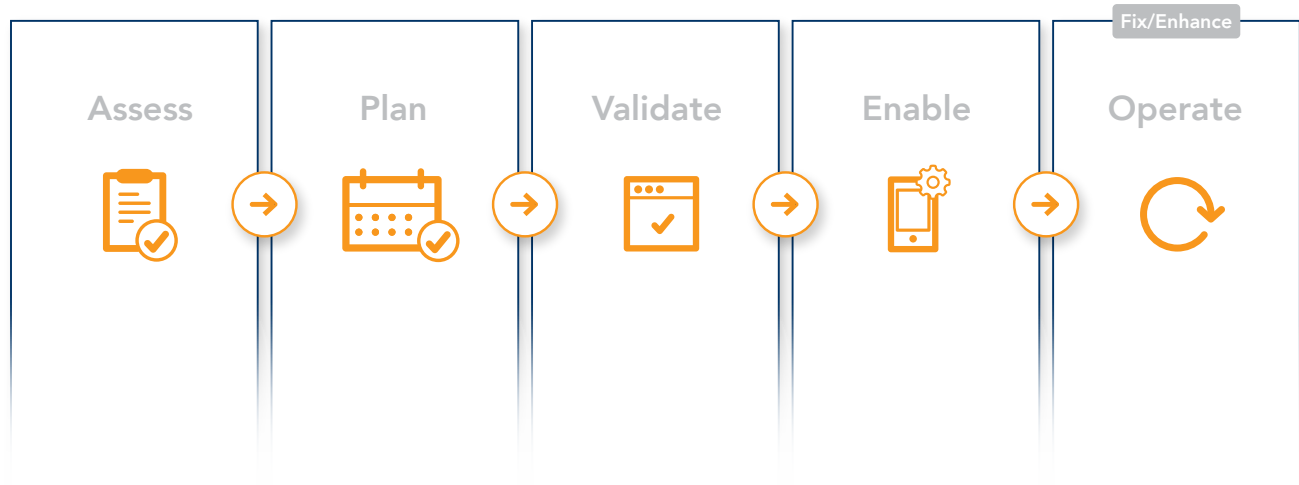 Fix/Enhance
Assess
Plan
Validate
Enable
Operate